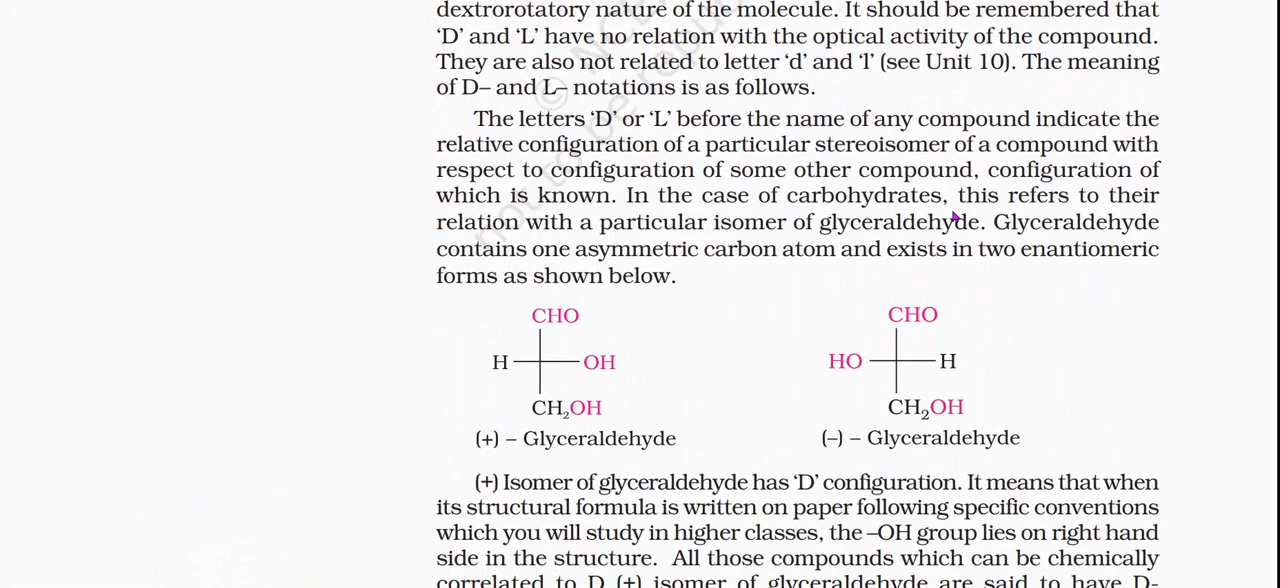 dextrorotatory nature of the molecule. It should be remembered that
‘D’ and ‘L’ have no relation with the optical activity of the compound.
They are also not related to letter ‘d’ and ‘l’ (see Unit 10). The meaning
of D– and L– notations is as follows.
The letters ‘D’ or ‘L’ before the name of any compound indicate the
relative configuration of a particular stereoisomer of a compound with
respect to configuration of some other compound, configuration of
which is known. In the case of carbohydrates, this refers to their
relation with a particular isomer of glyceraldehyde. Glyceraldehyde
contains one asymmetric carbon atom and exists in two enantiomeric
forms as shown below.
CHO CHO
H OH HO H
CH₂OH CH₂OH
(+) – Glyceraldehyde (–) – Glyceraldehyde
(+) Isomer of glyceraldehyde has ‘D’ configuration. It means that when
its structural formula is written on paper following specific conventions
which you will study in higher classes, the –OH group lies on right hand
side in the structure. All those compounds which can be chemically
correlated to D (+) isomer of glyceraldehyde are said to have D-